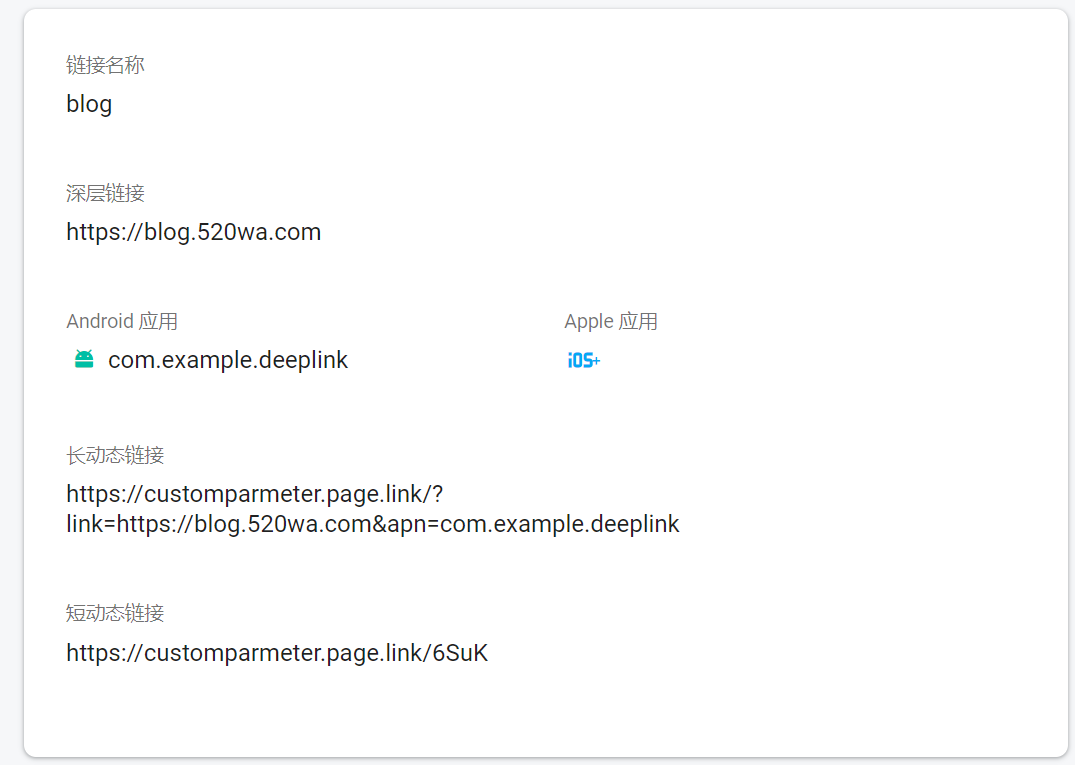 链接名称
blog
深层链接
https://blog.520wa.com
Android 应用
com.example.deeplink
Apple 应用
iOS+
长动态链接
https://customparmeter.page.link/?
link=https://blog.520wa.com&apn=com.example.deeplink
短动态链接
https://customparmeter.page.link/6SuK